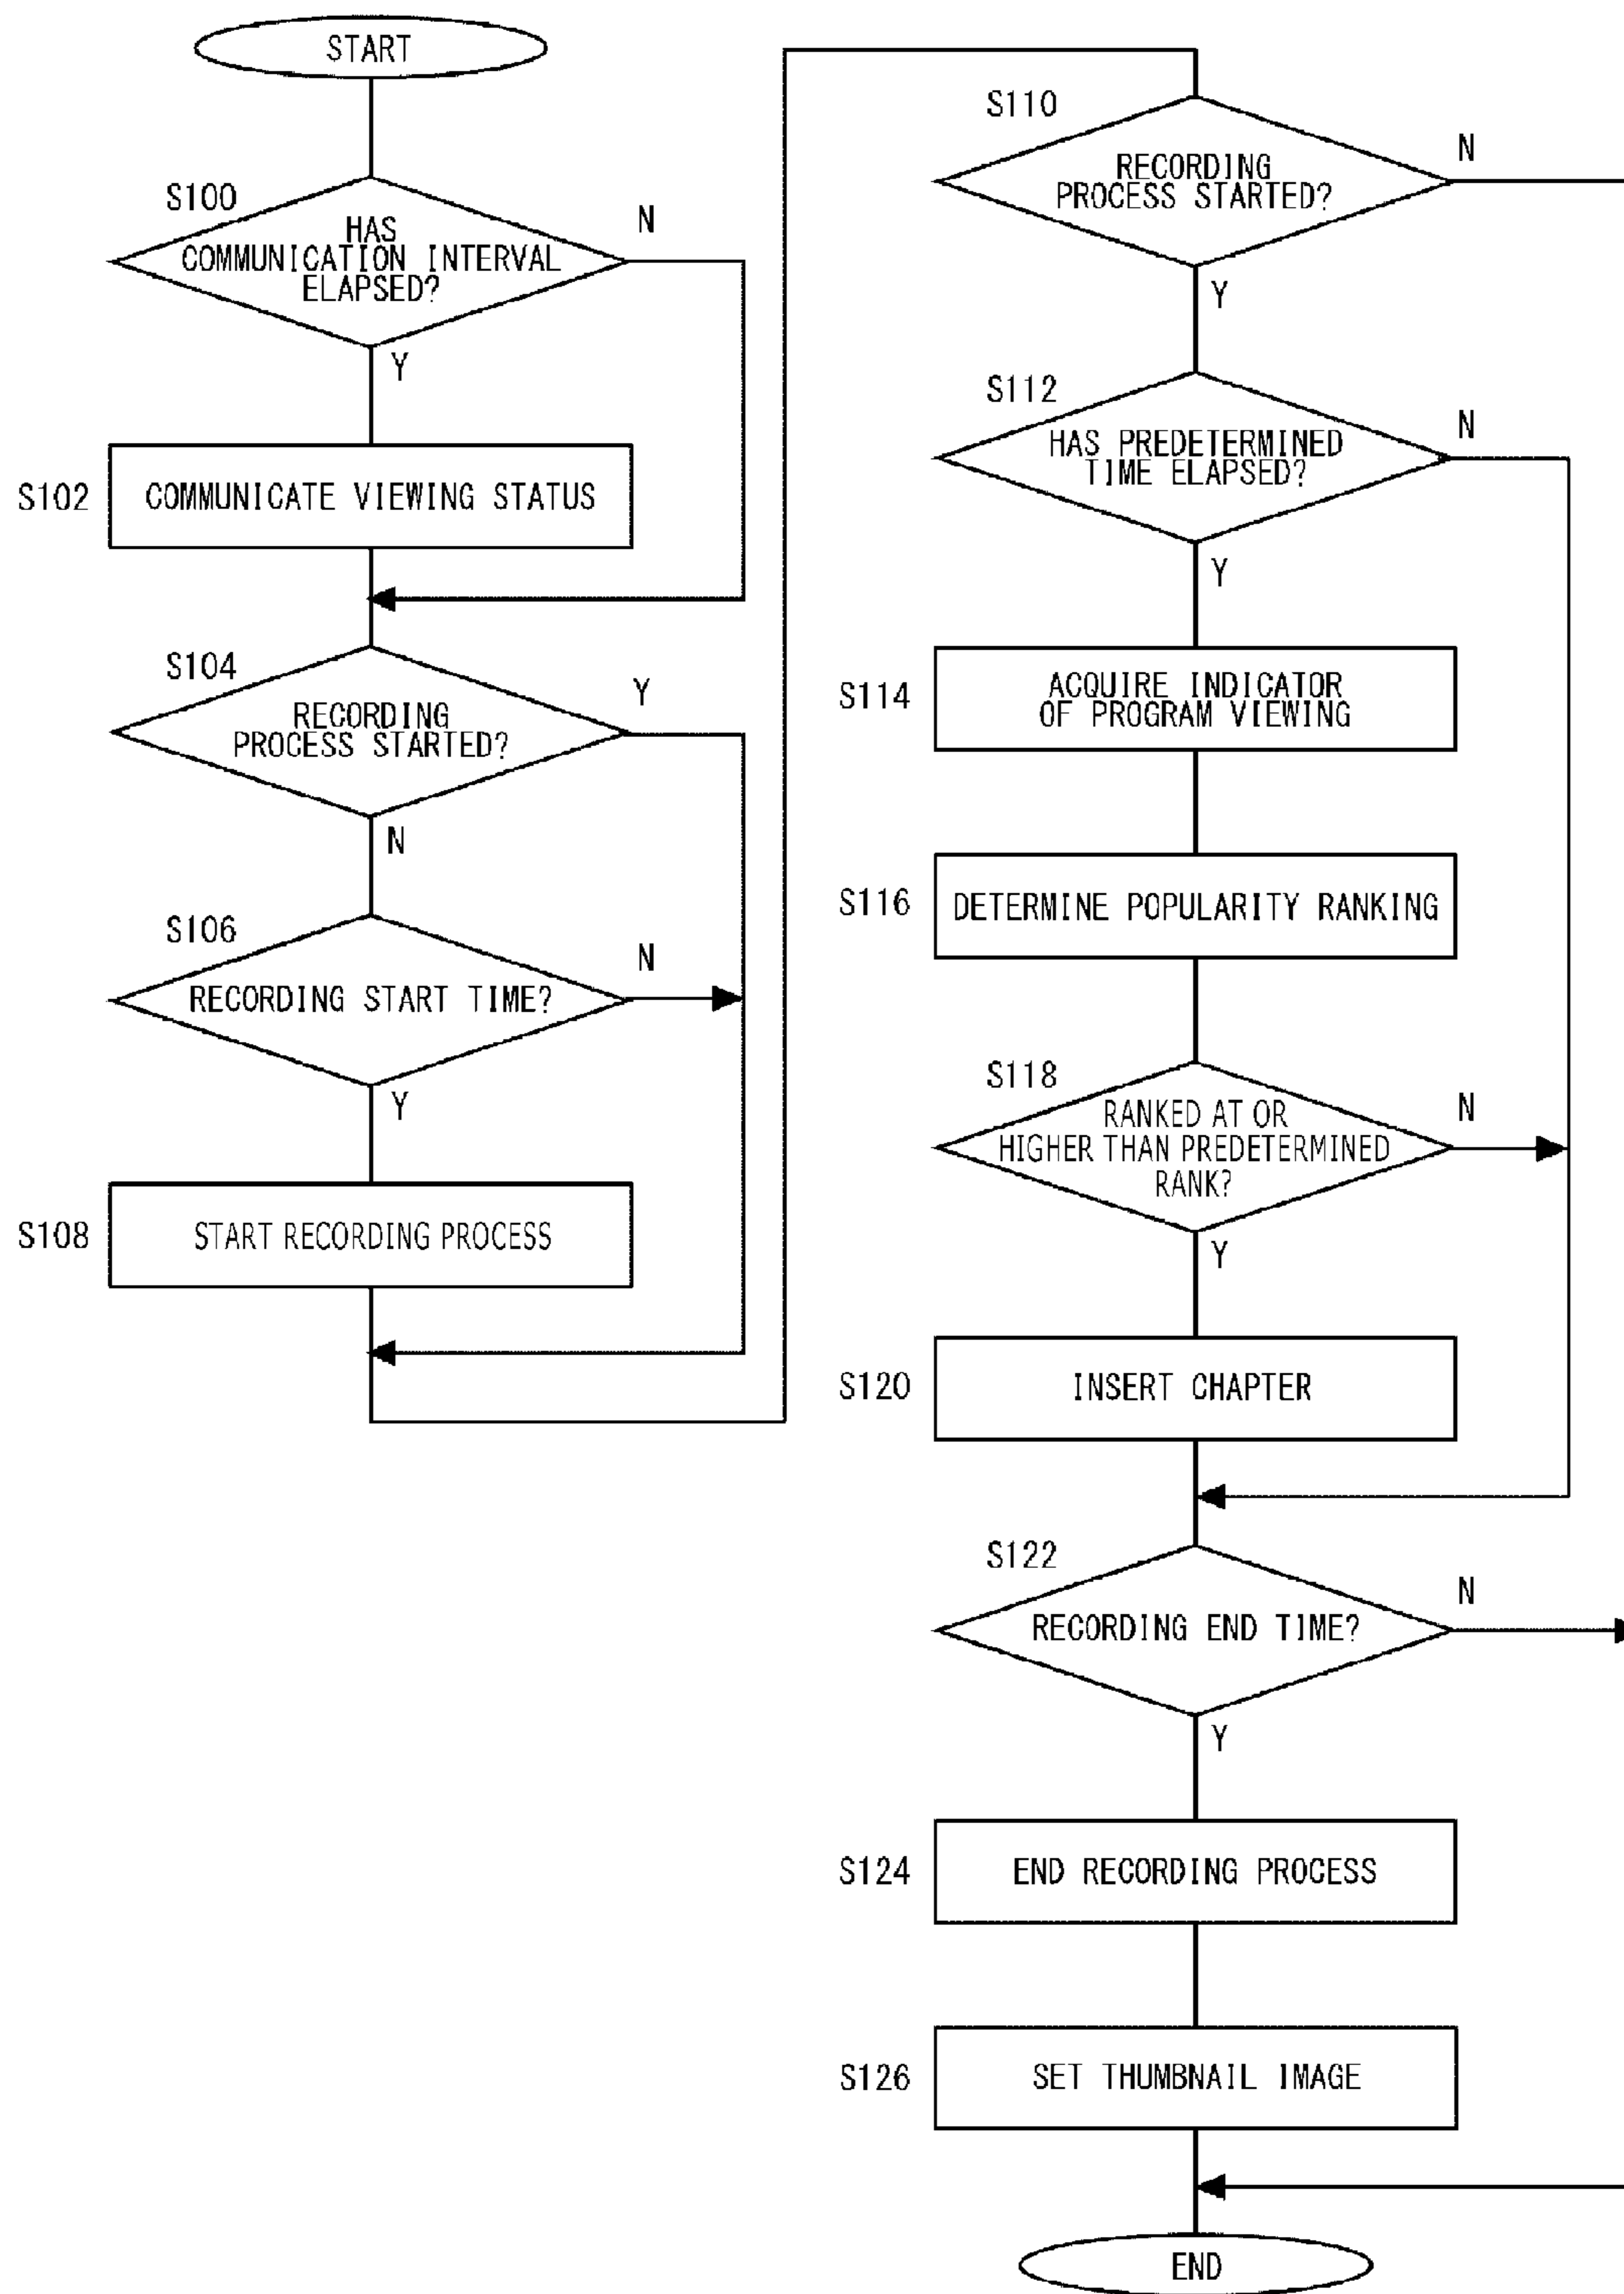 START
S100
HAS
COMMUNICATION INTERVAL
ELAPSED?
N
Y
S102
COMMUNICATE VIEWING STATUS
S104
RECORDING
PROCESS STARTED?
Y
N
S106
RECORDING START TIME?
N
Y
S108
START RECORDING PROCESS
S110
RECORDING
PROCESS STARTED?
N
Y
S112
HAS PREDETERMINED
TIME ELAPSED?
N
Y
S114
ACQUIRE INDICATOR
OF PROGRAM VIEWING
S116
DETERMINE POPULARITY RANKING
S118
RANKED AT OR
HIGHER THAN PREDETERMINED
RANK?
N
Y
S120
INSERT CHAPTER
S122
RECORDING END TIME?
N
Y
S124
END RECORDING PROCESS
S126
SET THUMBNAIL IMAGE
END